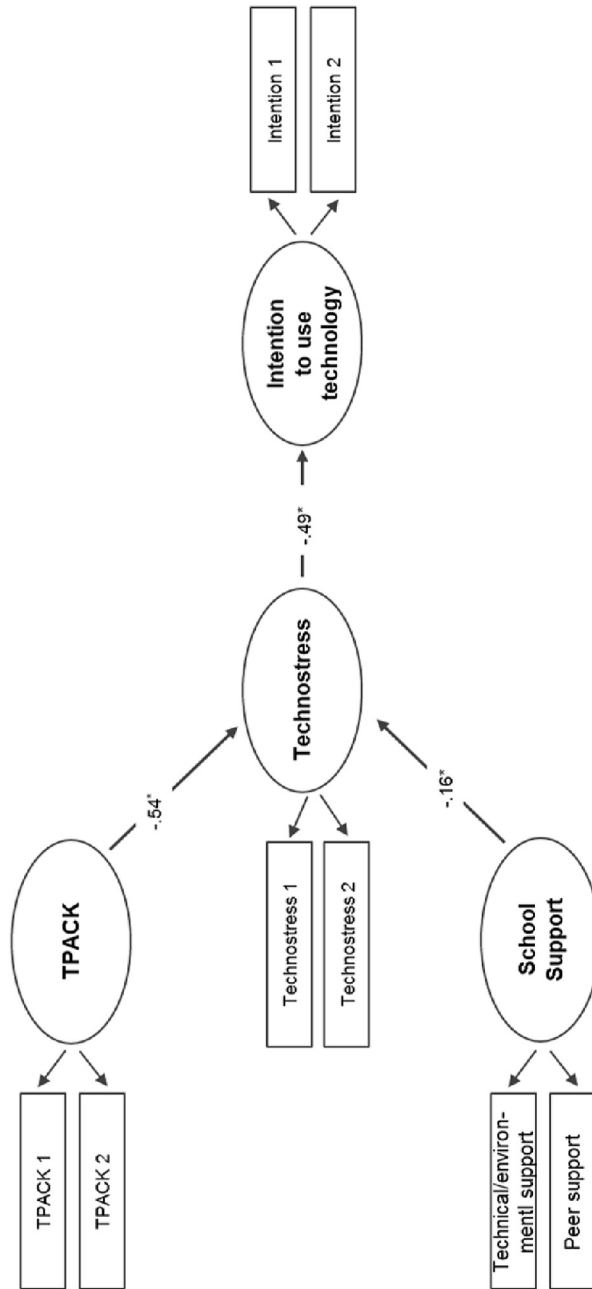 TPACK 1
TPACK 2
TPACK
-.54*
Technostress 1
Technostress 2
Technostress
-.49*
Intention
to use
technology
Intention 1
Intention 2
Technical/environ-
mentl support
Peer support
School
Support
-.16*